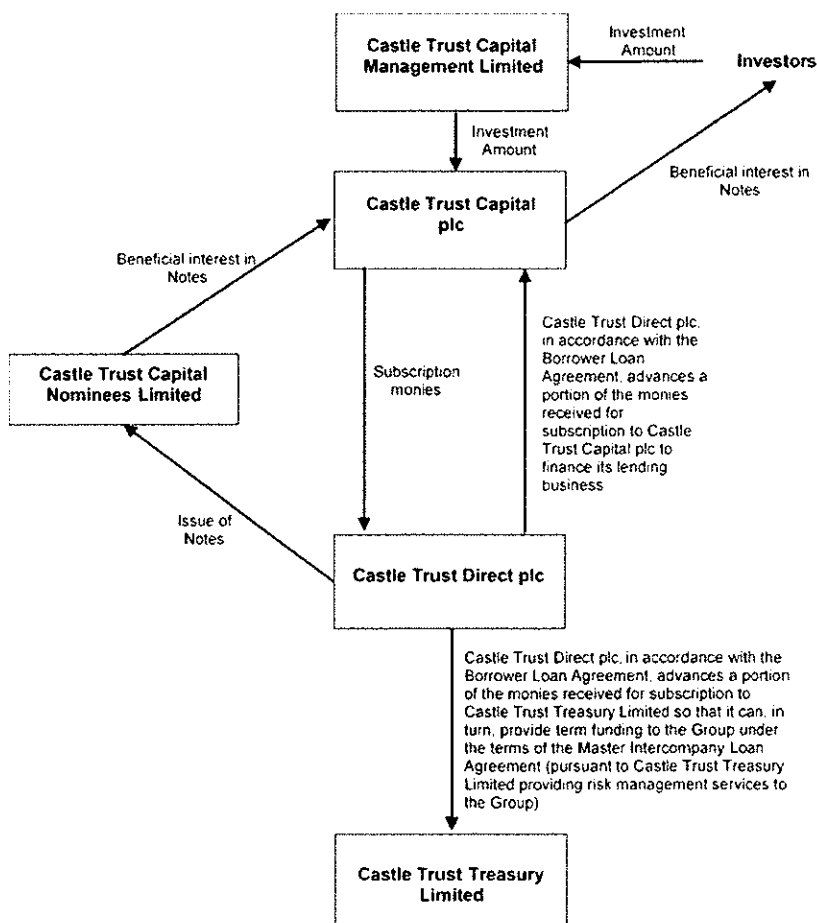 Castle Trust Capital
Management Limited
Investment
Amount
Investors
Investment
Amount
Beneficial interest in
Notes
Castle Trust Capital
plc
Beneficial interest in
Notes
Castle Trust Capital
Nominees Limited
Subscription
monies
Castle Trust Direct plc,
in accordance with the
Borrower Loan
Agreement, advances a
portion of the monies
received for
subscription to Castle
Trust Capital plc to
finance its lending
business
Issue of
Notes
Castle Trust Direct plc
Castle Trust Direct plc, in accordance with the
Borrower Loan Agreement, advances a portion
of the monies received for subscription to
Castle Trust Treasury Limited so that it can, in
turn, provide term funding to the Group under
the terms of the Master Intercompany Loan
Agreement (pursuant to Castle Trust Treasury
Limited providing risk management services to
the Group)
Castle Trust Treasury
Limited